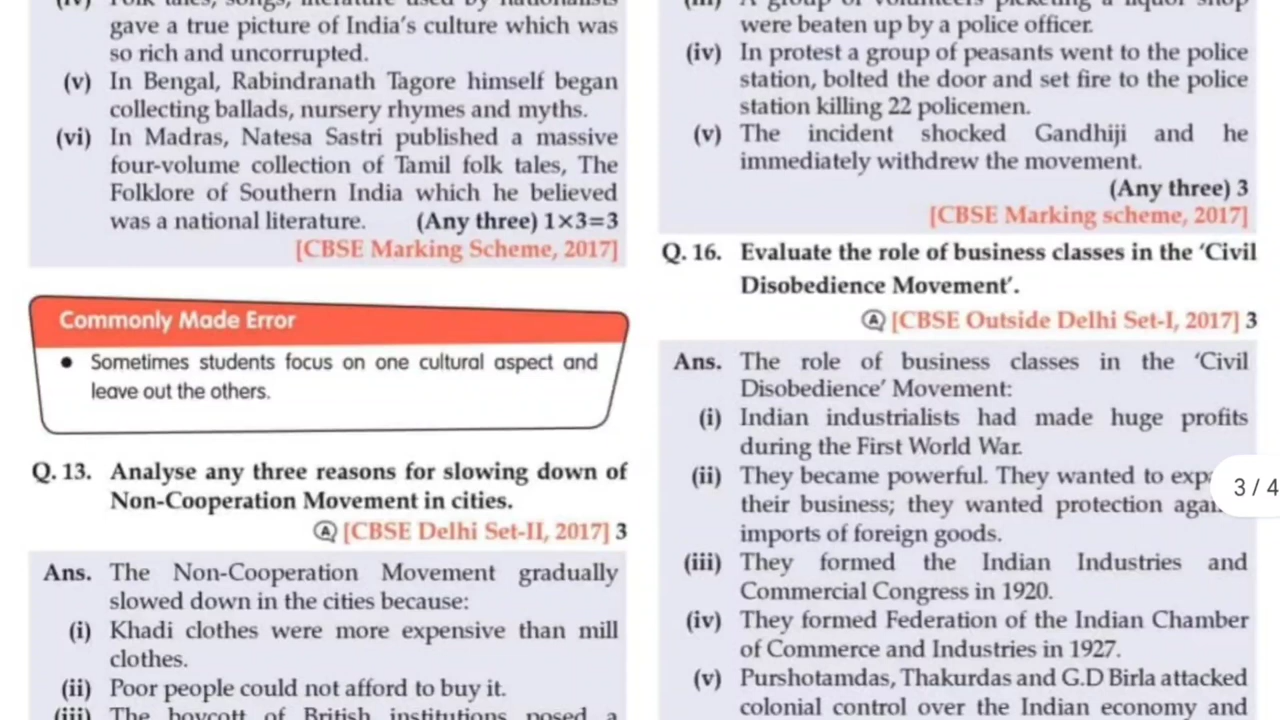 gave a true picture of India's culture which was
so rich and uncorrupted.
(v) In Bengal, Rabindranath Tagore himself began
collecting ballads, nursery rhymes and myths.
(vi) In Madras, Natesa Sastri published a massive
four-volume collection of Tamil folk tales, The
Folklore of Southern India which he believed
was a national literature. (Any three) 1×3=3
[CBSE Marking Scheme, 2017]
Commonly Made Error
● Sometimes students focus on one cultural aspect and
leave out the others.
Q. 13. Analyse any three reasons for slowing down of
Non-Cooperation Movement in cities.
Ⓐ [CBSE Delhi Set-II, 2017] 3
Ans. The Non-Cooperation Movement gradually
slowed down in the cities because:
(i) Khadi clothes were more expensive than mill
clothes.
(ii) Poor people could not afford to buy it.
(iii) The boycott of British institutions posed a
were beaten up by a police officer.
(iv) In protest a group of peasants went to the police
station, bolted the door and set fire to the police
station killing 22 policemen.
(v) The incident shocked Gandhiji and he
immediately withdrew the movement.
(Any three) 3
[CBSE Marking scheme, 2017]
Q. 16. Evaluate the role of business classes in the 'Civil
Disobedience Movement'.
Ⓐ [CBSE Outside Delhi Set-I, 2017] 3
Ans. The role of business classes in the 'Civil
Disobedience' Movement:
(i) Indian industrialists had made huge profits
during the First World War.
(ii) They became powerful. They wanted to
their business; they wanted protection
imports of foreign goods.
(iii) They formed the Indian Industries and
Commercial Congress in 1920.
(iv) They formed Federation of the Indian Chamber
of Commerce and Industries in 1927.
(v) Purshotamdas, Thakurdas and G.D Birla attacked
colonial control over the Indian economy and
3 / 4